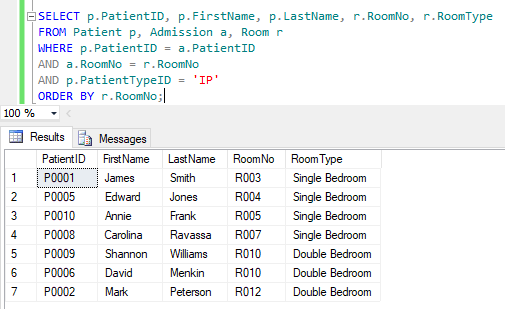 SELECT p.PatientID, p.FirstName, p.LastName, r.RoomNo, r.RoomType
FROM Patient p, Admission a, Room r
WHERE p.PatientID = a.PatientID
AND a.RoomNo = r.RoomNo
AND p.PatientTypeID = 'IP'
ORDER BY r.RoomNo;
100 %
Results Messages
PatientID FirstName LastName RoomNo RoomType
1 P0001 James Smith R003 Single Bedroom
2 P0005 Edward Jones R004 Single Bedroom
3 P0010 Annie Frank R005 Single Bedroom
4 P0008 Carolina Ravassa R007 Single Bedroom
5 P0009 Shannon Williams R010 Double Bedroom
6 P0006 David Menkin R010 Double Bedroom
7 P0002 Mark Peterson R012 Double Bedroom